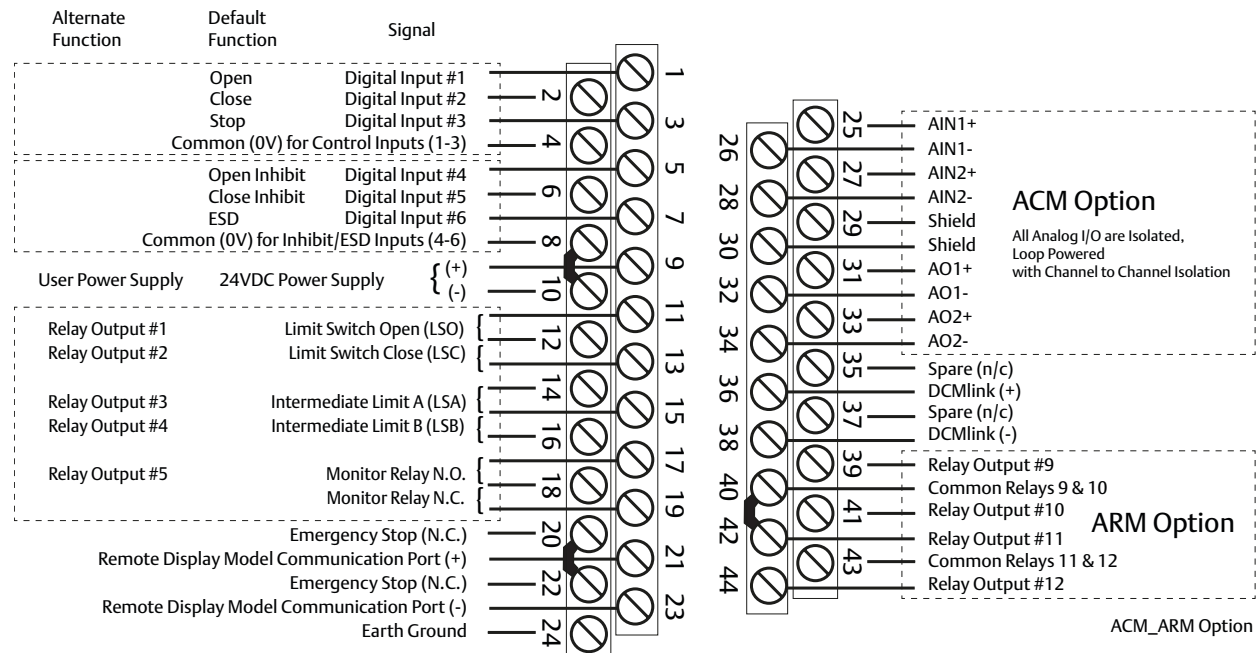 Alternate Function
Default Function
Signal
Open Digital Input #1
Close Digital Input #2
Stop Digital Input #3
Common (0V) for Control Inputs (1-3)
Open Inhibit Digital Input #4
Close Inhibit Digital Input #5
ESD Digital Input #6
Common (0V) for Inhibit/ESD Inputs (4-6)
User Power Supply 24VDC Power Supply { (+)
(-)
Relay Output #1 Limit Switch Open (LSO) {
Relay Output #2 Limit Switch Close (LSC) {
Relay Output #3 Intermediate Limit A (LSA) {
Relay Output #4 Intermediate Limit B (LSB) {
Relay Output #5 Monitor Relay N.O. {
Monitor Relay N.C. {
Emergency Stop (N.C.)
Remote Display Model Communication Port (+)
Emergency Stop (N.C.)
Remote Display Model Communication Port (-)
Earth Ground
1
2
3
4
5
6
7
8
9
10
11
12
13
14
15
16
17
18
19
20
21
22
23
24
25
26
27
28
29
30
31
32
33
34
35
36
37
38
39
40
41
42
43
44
AIN1+
AIN1-
AIN2+
AIN2-
Shield
Shield
AO1+
AO1-
AO2+
AO2-
ACM Option
All Analog I/O are Isolated,
Loop Powered
with Channel to Channel Isolation
Spare (n/c)
DCMlink (+)
Spare (n/c)
DCMlink (-)
Relay Output #9
Common Relays 9 & 10
Relay Output #10
Relay Output #11
Common Relays 11 & 12
Relay Output #12
ARM Option
ACM_ARM Option